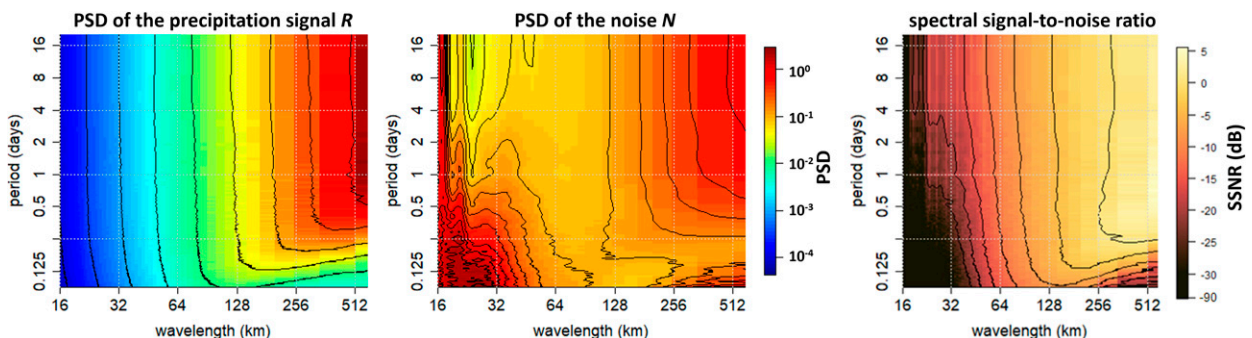 PSD of the precipitation signal R
PSD of the noise N
spectral signal-to-noise ratio
period (days)
16
8
4
2
1
0.5
0.125
16 32 64 128 256 512
wavelength (km)
period (days)
16
8
4
2
1
0.5
0.125
16 32 64 128 256 512
wavelength (km)
10⁰
10⁻¹
10⁻²
10⁻³
10⁻⁴
PSD
period (days)
16
8
4
2
1
0.5
0.125
16 32 64 128 256 512
wavelength (km)
5
0
-5
-10
-15
-20
-25
-30
-90
SSNR (dB)